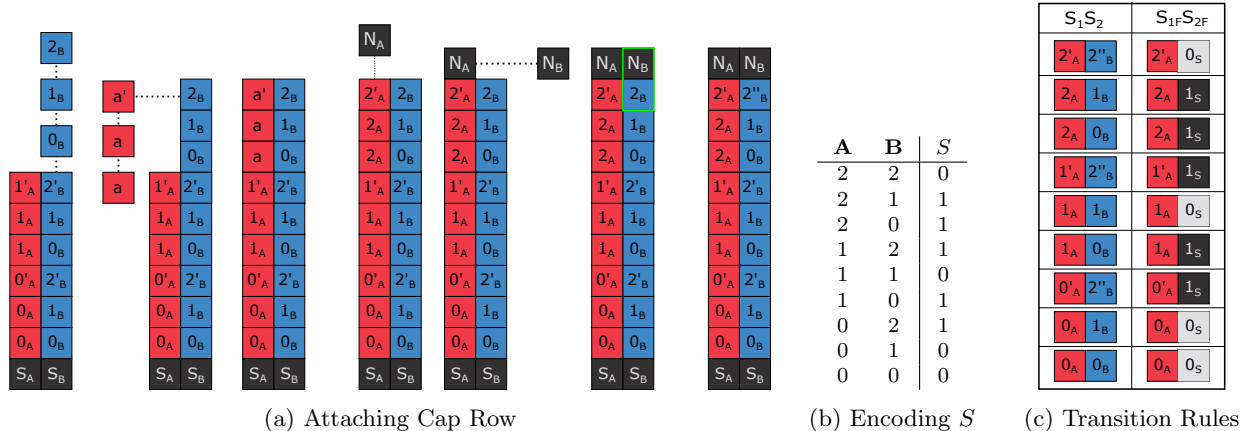 2B
1B
0B
1'A 2'B
1A 1B
1A 0B
0'A 2'B
0A 1B
0A 0B
SA SB
a' 2B
1B
a
0B
a 1'A 2'B
1A 1B
1A 0B
0'A 2'B
0A 1B
0A 0B
SA SB
a' 2B
a 1B
a 0B
1'A 2'B
1A 1B
1A 0B
0'A 2'B
0A 1B
0A 0B
SA SB
NA
2'A 2B
2A 1B
2A 0B
1'A 2'B
1A 1B
1A 0B
0'A 2'B
0A 1B
0A 0B
SA SB
NA NB
2'A 2B
2A 1B
2A 0B
1'A 2'B
1A 1B
1A 0B
0'A 2'B
0A 1B
0A 0B
SA SB
NA NB
2'A 2B
2A 1B
2A 0B
1'A 2'B
1A 1B
1A 0B
0'A 2'B
0A 1B
0A 0B
SA SB
NA NB
2'A 2"B
2A 1B
2A 0B
1'A 2'B
1A 1B
1A 0B
0'A 2'B
0A 1B
0A 0B
SA SB
(a) Attaching Cap Row
A B S
2 2 0
2 1 1
2 0 1
1 2 1
1 1 0
1 0 1
0 2 1
0 1 0
0 0 0
(b) Encoding S
S1S2 S1FS2F
2'A 2"B 2'A 0S
2A 1B 2A 1S
2A 0B 2A 1S
1'A 2"B 1'A 1S
1A 1B 1A 0S
1A 0B 1A 1S
0'A 2"B 0'A 1S
0A 1B 0A 0S
0A 0B 0A 0S
(c) Transition Rules